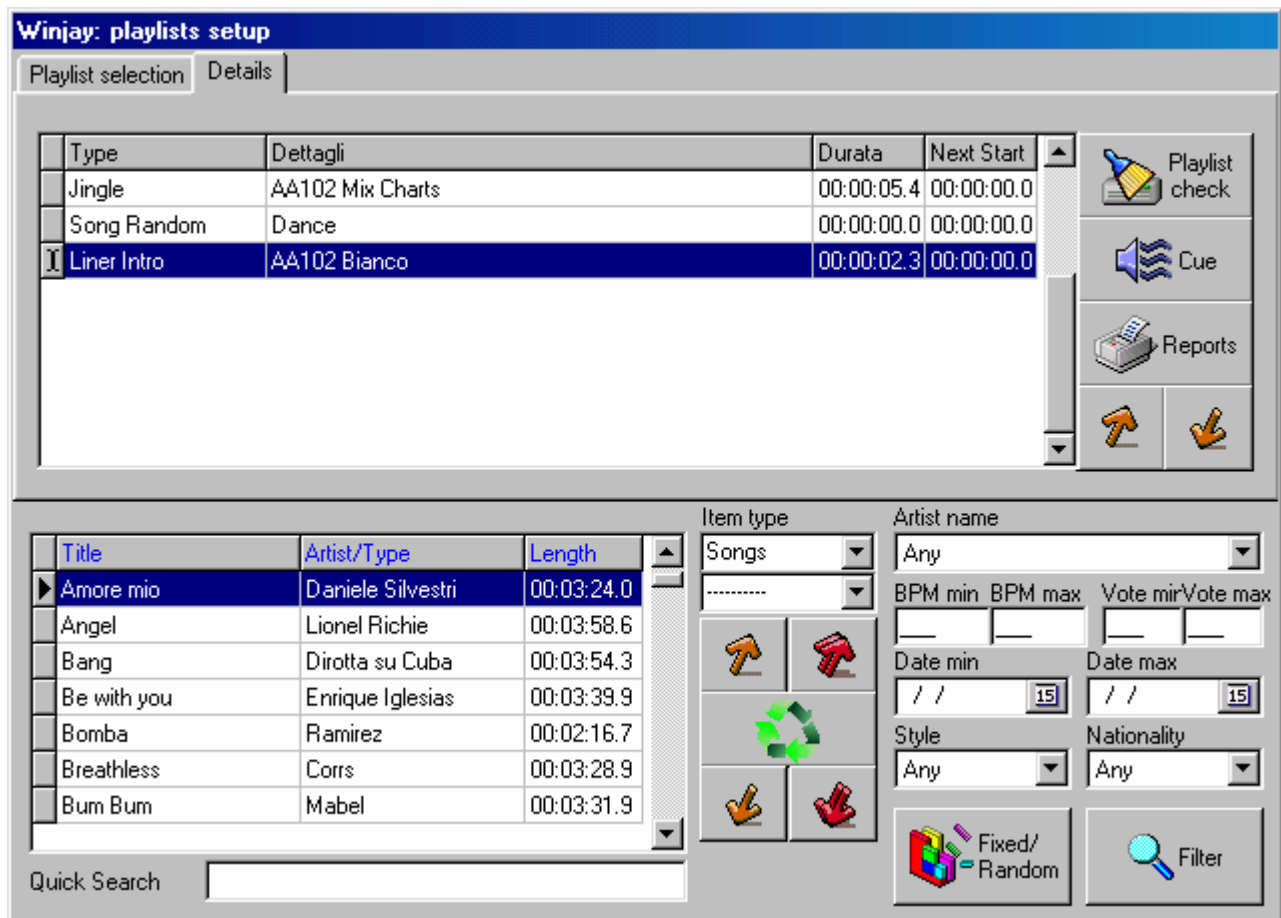 Winjay: playlists setup
Playlist selection Details
Type Dettagli Durata Next Start
Jingle AA102 Mix Charts 00:00:05.4 00:00:00.0
Song Random Dance 00:00:00.0 00:00:00.0
Liner Intro AA102 Bianco 00:00:02.3 00:00:00.0
Playlist
check
Cue
Reports
Title Artist/Type Length
Amore mio Daniele Silvestri 00:03:24.0
Angel Lionel Richie 00:03:58.6
Bang Dirotta su Cuba 00:03:54.3
Be with you Enrique Iglesias 00:03:39.9
Bomba Ramirez 00:02:16.7
Breathless Corrs 00:03:28.9
Bum Bum Mabel 00:03:31.9
Quick Search
Item type
Songs
----------
Artist name
Any
BPM min BPM max Vote mir Vote max
___ ___ ___ ___
Date min Date max
/ / 15 / / 15
Style Nationality
Any Any
Fixed/
Random
Filter